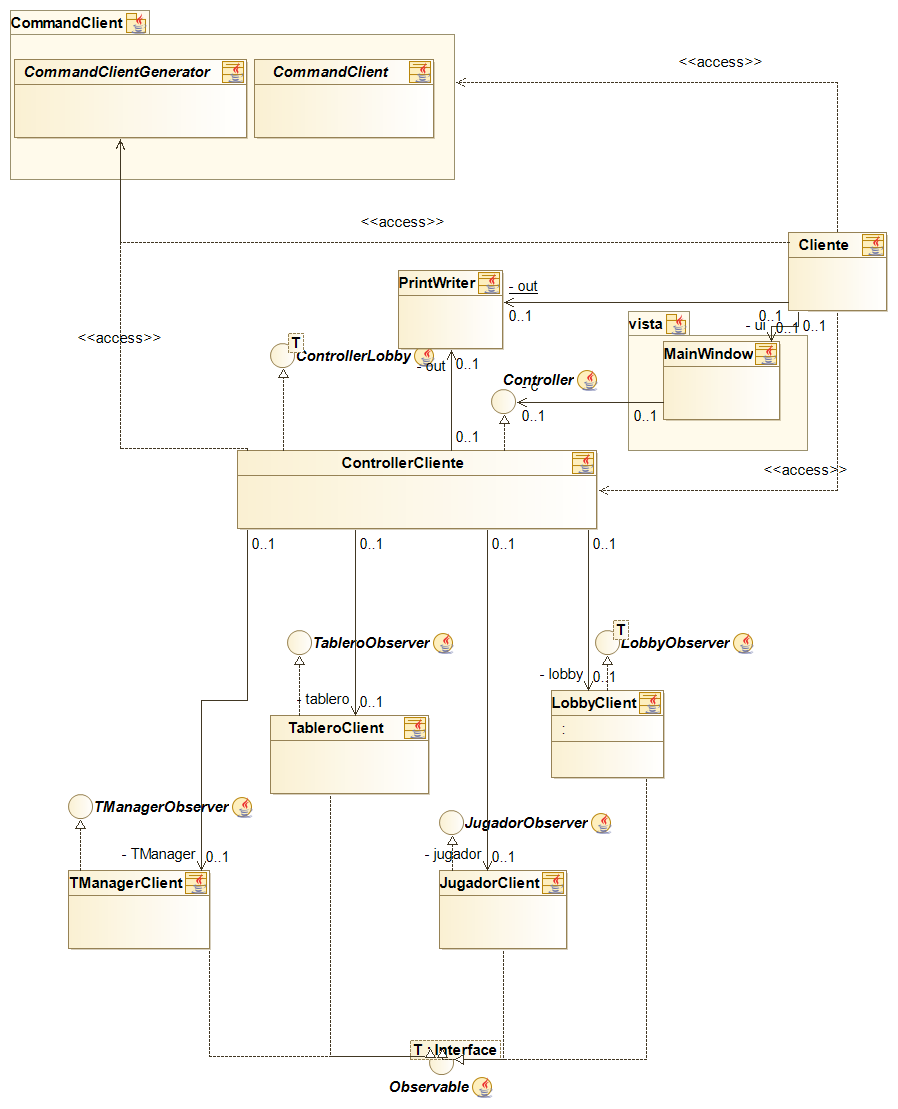 CommandClient
CommandClientGenerator
CommandClient
<<access>>
<<access>>
Cliente
PrintWriter
- out
0..1
0..1
- ui
0..1
0..1
vista
MainWindow
<<access>>
T
ControllerLobby
- out
0..1
Controller
- c
0..1
0..1
0..1
<<access>>
ControllerCliente
0..1
0..1
0..1
0..1
TableroObserver
T
LobbyObserver
- lobby
0..1
- tablero
0..1
LobbyClient
:
TableroClient
TManagerObserver
JugadorObserver
- TManager
0..1
- jugador
0..1
TManagerClient
JugadorClient
T : Interface
Observable